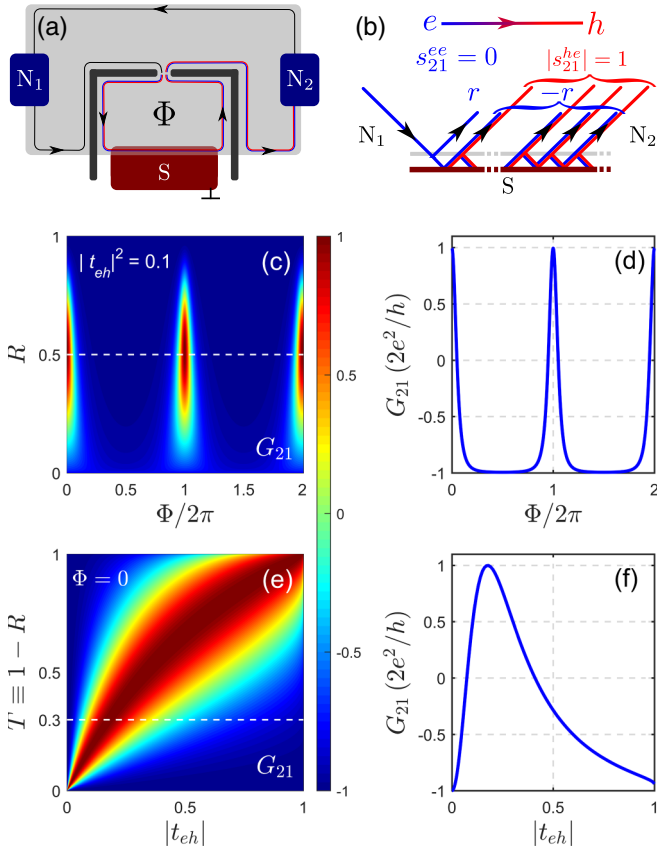 (a)
N₁
N₂
Φ
S
(b)
e h
s₂₁ᵉᵉ = 0
|s₂₁ʰᵉ| = 1
r
−r
N₁
N₂
S
(c)
|t_eh|² = 0.1
G₂₁
R
1
0.5
0
0 0.5 1 1.5 2
Φ/2π
1
0.5
0
-0.5
-1
(d)
G₂₁ (2e²/h)
1
0.5
0
-0.5
-1
0 1 2
Φ/2π
(e)
Φ = 0
G₂₁
T ≡ 1 − R
1
0.5
0.3
0
0 0.5 1
|t_eh|
(f)
G₂₁ (2e²/h)
1
0.5
0
-0.5
-1
0 0.5 1
|t_eh|